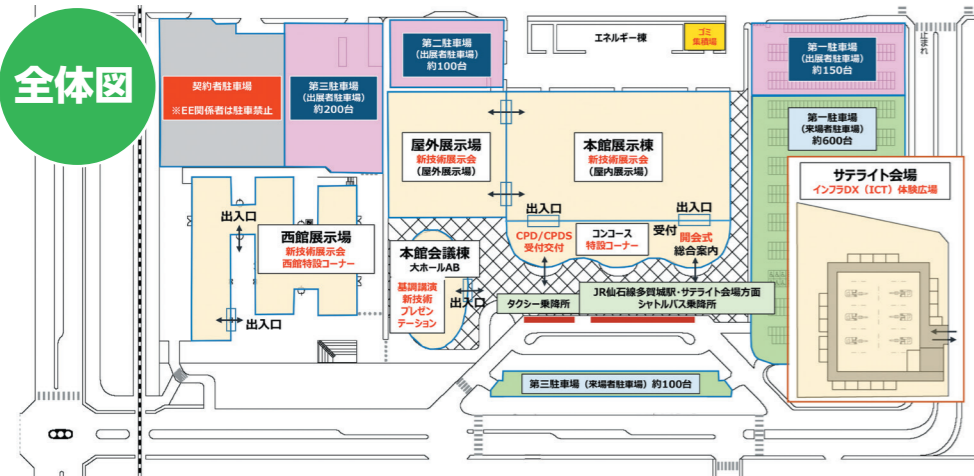 全体図
契約者駐車場
※EE関係者は駐車禁止
第三駐車場
(出展者駐車場)
約200台
第二駐車場
(出展者駐車場)
約100台
エネルギー棟
ゴミ
集積場
第一駐車場
(出展者駐車場)
約150台
止まれ
第一駐車場
(来場者駐車場)
約600台
屋外展示場
新技術展示会
(屋外展示場)
本館展示棟
新技術展示会
(屋内展示場)
サテライト会場
インフラDX(ICT)体験広場
出入口
西館展示場
新技術展示会
西館特設コーナー
出入口
本館会議棟
大ホールAB
基調講演
新技術
プレゼン
テーション
出入口
出入口
CPD/CPDS
受付交付
コンコース
特設コーナー
出入口
受付
開会式
総合案内
タクシー乗降所
JR仙石線多賀城駅・サテライト会場方面
シャトルバス乗降所
第三駐車場(来場者駐車場)約100台